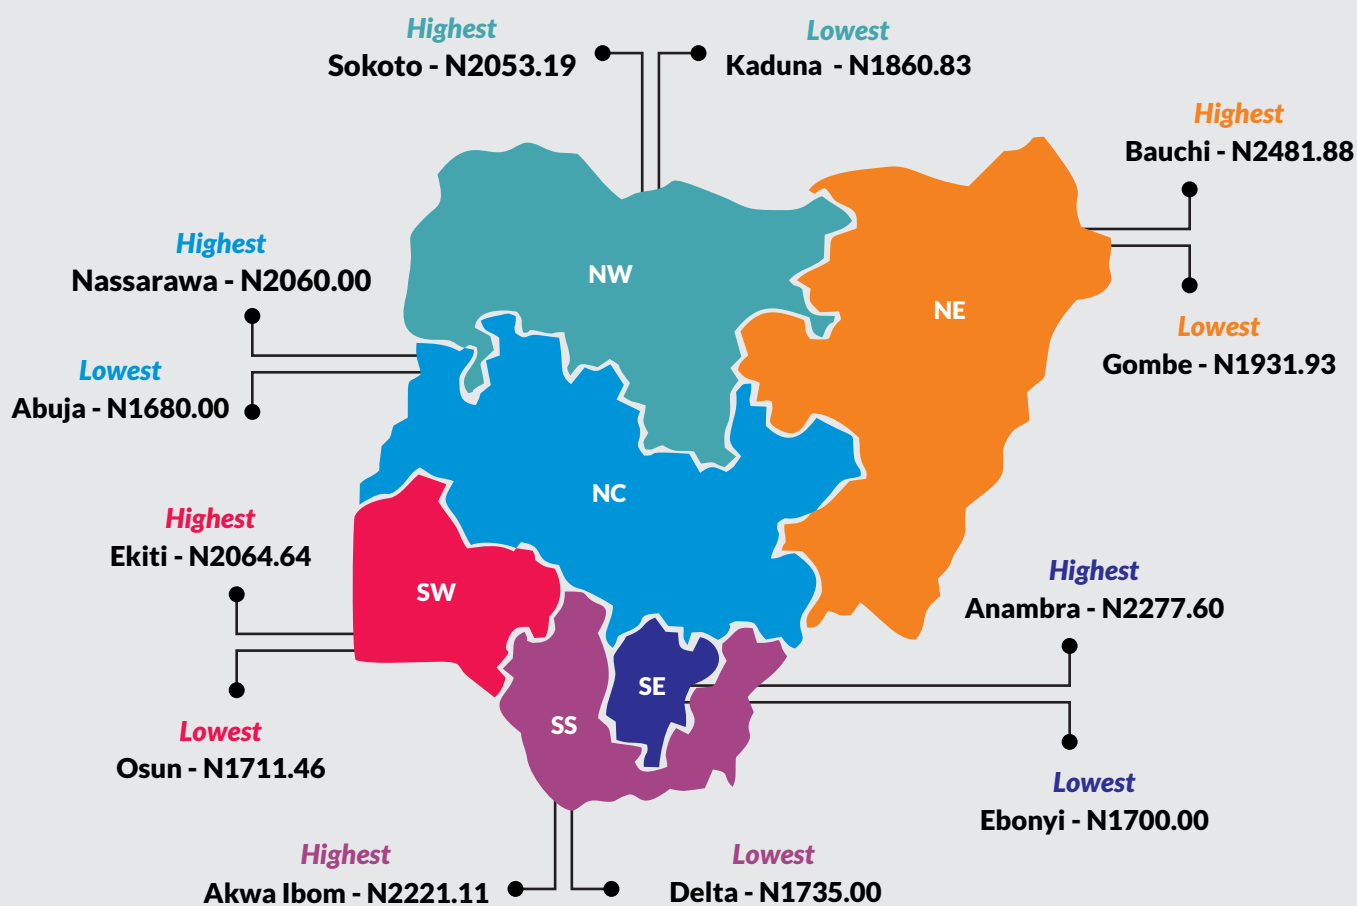 Highest
Sokoto - N2053.19
Lowest
Kaduna - N1860.83
Highest
Bauchi - N2481.88
Highest
Nassarawa - N2060.00
NW
NE
Lowest
Gombe - N1931.93
Lowest
Abuja - N1680.00
NC
Highest
Ekiti - N2064.64
SW
Highest
Anambra - N2277.60
SE
SS
Lowest
Osun - N1711.46
Lowest
Ebonyi - N1700.00
Highest
Akwa Ibom - N2221.11
Lowest
Delta - N1735.00